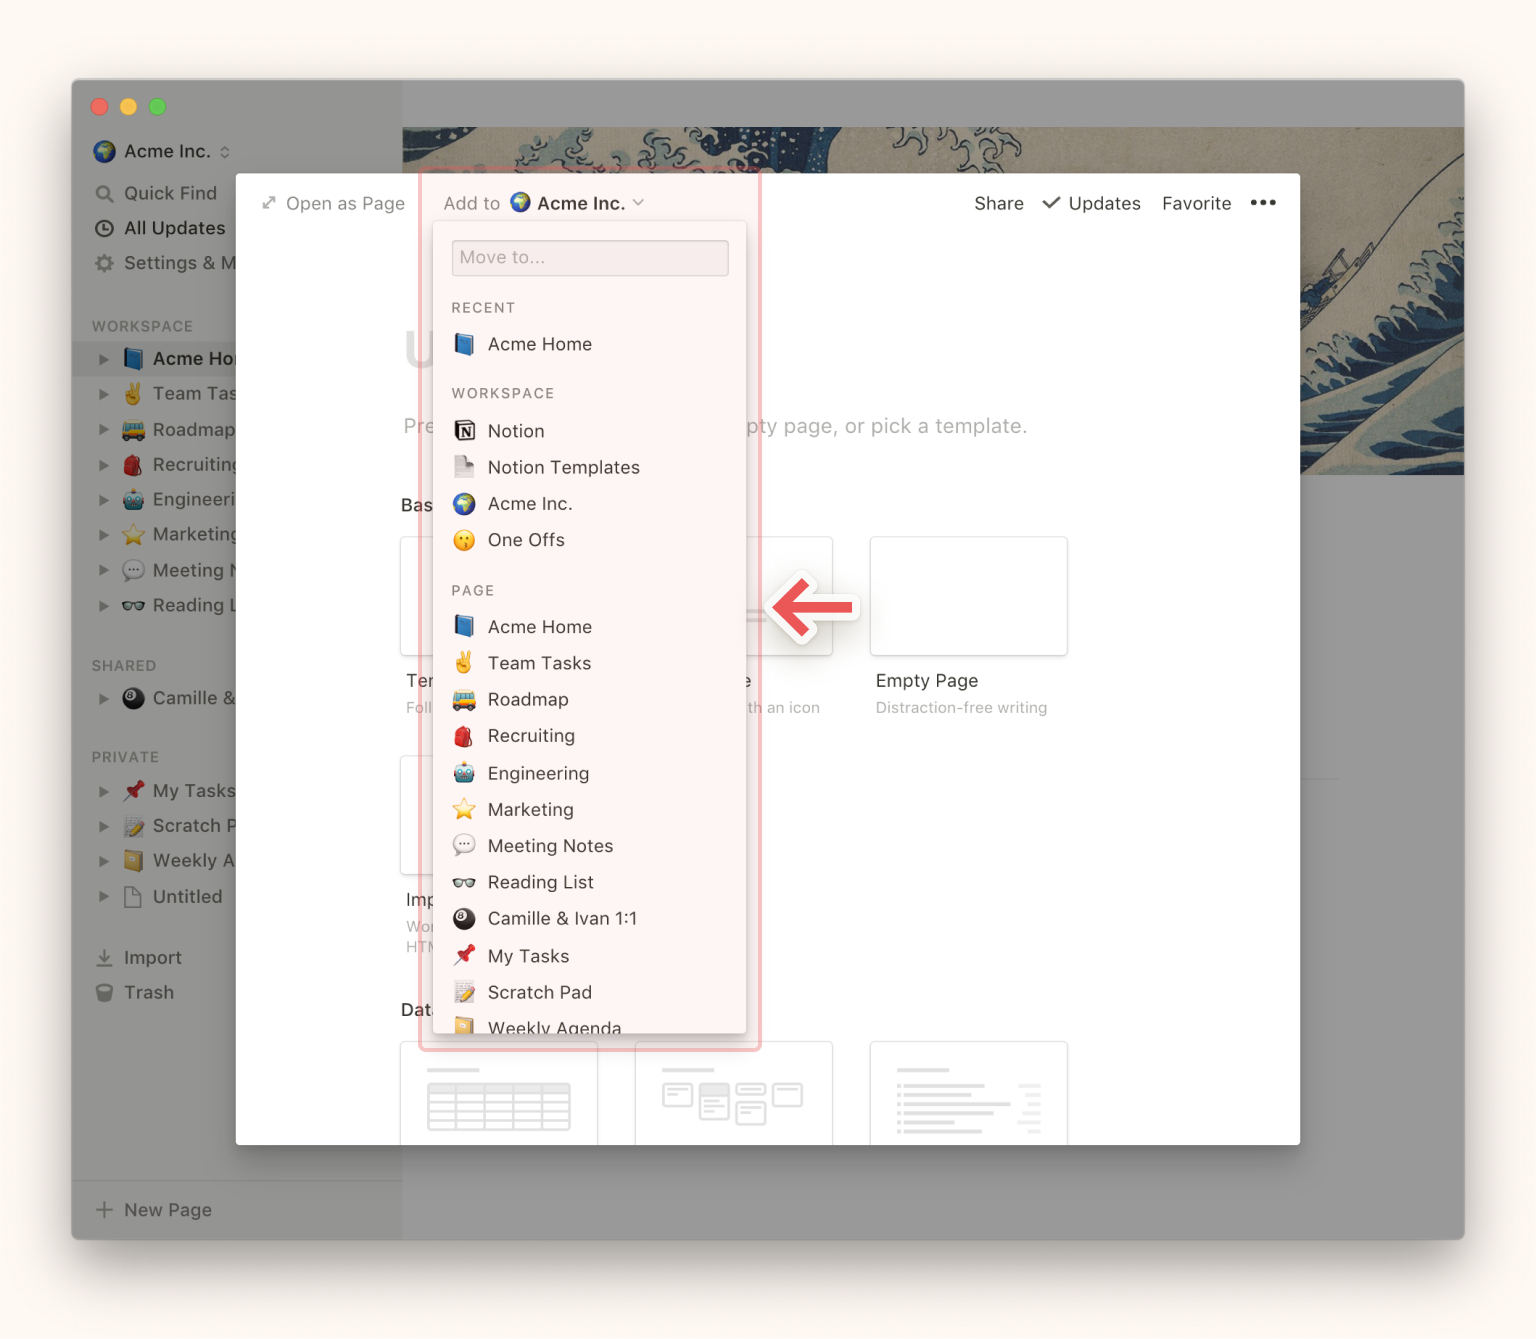 Acme Inc.
Quick Find
All Updates
Settings & M
WORKSPACE
Acme Ho
Team Tas
Roadmap
Recruiting
Engineeri
Marketing
Meeting N
Reading L
SHARED
Camille &
PRIVATE
My Tasks
Scratch P
Weekly A
Untitled
Import
Trash
New Page
Open as Page
Add to Acme Inc.
Share Updates Favorite •••
Move to...
RECENT
Acme Home
WORKSPACE
Notion
Notion Templates
Acme Inc.
One Offs
PAGE
Acme Home
Team Tasks
Roadmap
Recruiting
Engineering
Marketing
Meeting Notes
Reading List
Camille & Ivan 1:1
My Tasks
Scratch Pad
Weekly Agenda
U
Pre pty page, or pick a template.
Bas
Ter e
Foll th an icon
Empty Page
Distraction-free writing
Imp
Wor
HTM
Dat